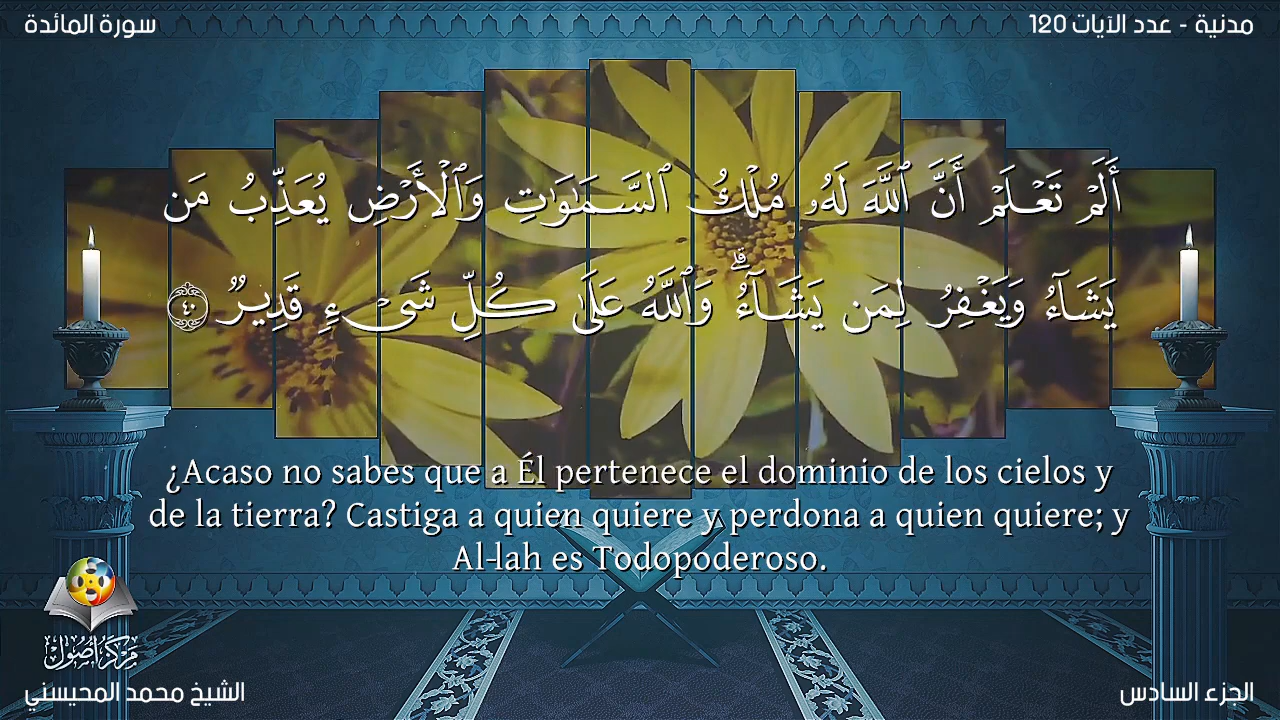 سورة المائدة
مدنية - عدد الآيات 120
أَلَمْ تَعْلَمْ أَنَّ ٱللَّهَ لَهُۥ مُلْكُ ٱلسَّمَٰوَٰتِ وَٱلْأَرْضِ يُعَذِّبُ مَن
يَشَآءُ وَيَغْفِرُ لِمَن يَشَآءُ ۗ وَٱللَّهُ عَلَىٰ كُلِّ شَىْءٍ قَدِيرٌ ٤٠
¿Acaso no sabes que a Él pertenece el dominio de los cielos y
de la tierra? Castiga a quien quiere y perdona a quien quiere; y
Al-lah es Todopoderoso.
مركز أصول
الشيخ محمد المحيسني
الجزء السادس